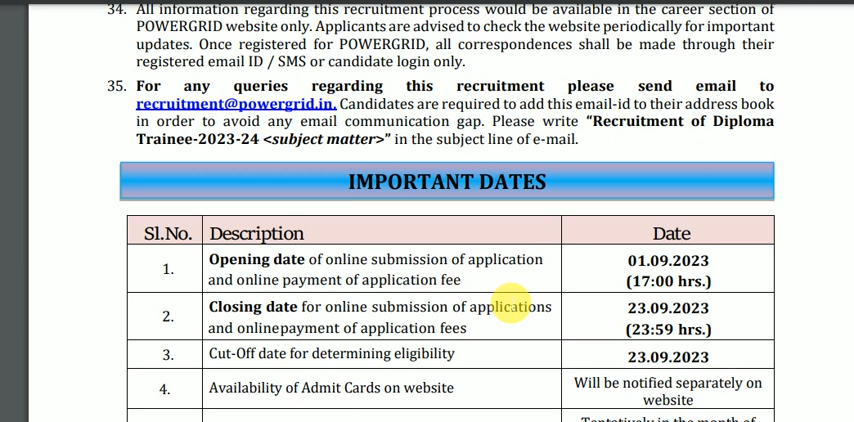 34. All information regarding this recruitment process would be available in the career section of
POWERGRID website only. Applicants are advised to check the website periodically for important
updates. Once registered for POWERGRID, all correspondences shall be made through their
registered email ID / SMS or candidate login only.
35. For any queries regarding this recruitment please send email to
recruitment@powergrid.in. Candidates are required to add this email-id to their address book
in order to avoid any email communication gap. Please write “Recruitment of Diploma
Trainee-2023-24 <subject matter>” in the subject line of e-mail.
IMPORTANT DATES
Sl.No. Description Date
1. Opening date of online submission of application and online payment of application fee 01.09.2023 (17:00 hrs.)
2. Closing date for online submission of applications and onlinepayment of application fees 23.09.2023 (23:59 hrs.)
3. Cut-Off date for determining eligibility 23.09.2023
4. Availability of Admit Cards on website Will be notified separately on website
Tentatively in the month of